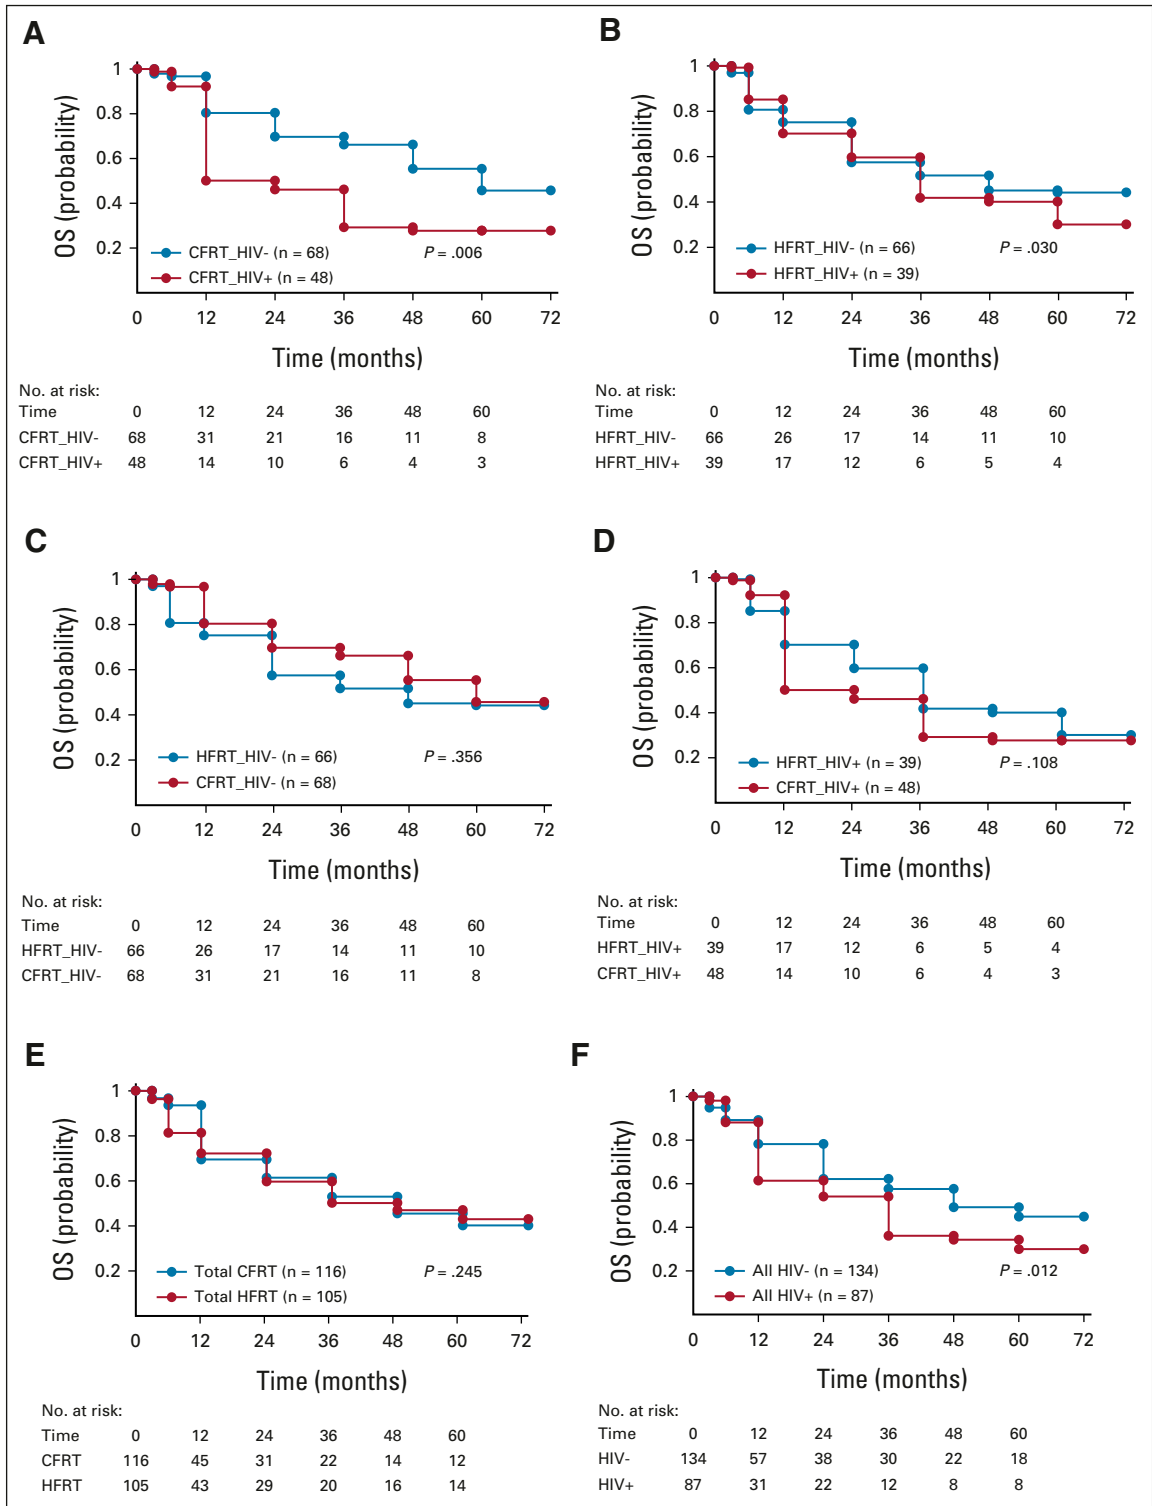 A
OS (probability)
1
0.8
0.6
0.4
0.2
CFRT_HIV- (n = 68)
CFRT_HIV+ (n = 48)
P = .006
0 12 24 36 48 60 72
Time (months)
No. at risk:
Time 0 12 24 36 48 60
CFRT_HIV- 68 31 21 16 11 8
CFRT_HIV+ 48 14 10 6 4 3
B
OS (probability)
1
0.8
0.6
0.4
0.2
HFRT_HIV- (n = 66)
HFRT_HIV+ (n = 39)
P = .030
0 12 24 36 48 60 72
Time (months)
No. at risk:
Time 0 12 24 36 48 60
HFRT_HIV- 66 26 17 14 11 10
HFRT_HIV+ 39 17 12 6 5 4
C
OS (probability)
1
0.8
0.6
0.4
0.2
HFRT_HIV- (n = 66)
CFRT_HIV- (n = 68)
P = .356
0 12 24 36 48 60 72
Time (months)
No. at risk:
Time 0 12 24 36 48 60
HFRT_HIV- 66 26 17 14 11 10
CFRT_HIV- 68 31 21 16 11 8
D
OS (probability)
1
0.8
0.6
0.4
0.2
HFRT_HIV+ (n = 39)
CFRT_HIV+ (n = 48)
P = .108
0 12 24 36 48 60 72
Time (months)
No. at risk:
Time 0 12 24 36 48 60
HFRT_HIV+ 39 17 12 6 5 4
CFRT_HIV+ 48 14 10 6 4 3
E
OS (probability)
1
0.8
0.6
0.4
0.2
Total CFRT (n = 116)
Total HFRT (n = 105)
P = .245
0 12 24 36 48 60 72
Time (months)
No. at risk:
Time 0 12 24 36 48 60
CFRT 116 45 31 22 14 12
HFRT 105 43 29 20 16 14
F
OS (probability)
1
0.8
0.6
0.4
0.2
All HIV- (n = 134)
All HIV+ (n = 87)
P = .012
0 12 24 36 48 60 72
Time (months)
No. at risk:
Time 0 12 24 36 48 60
HIV- 134 57 38 30 22 18
HIV+ 87 31 22 12 8 8